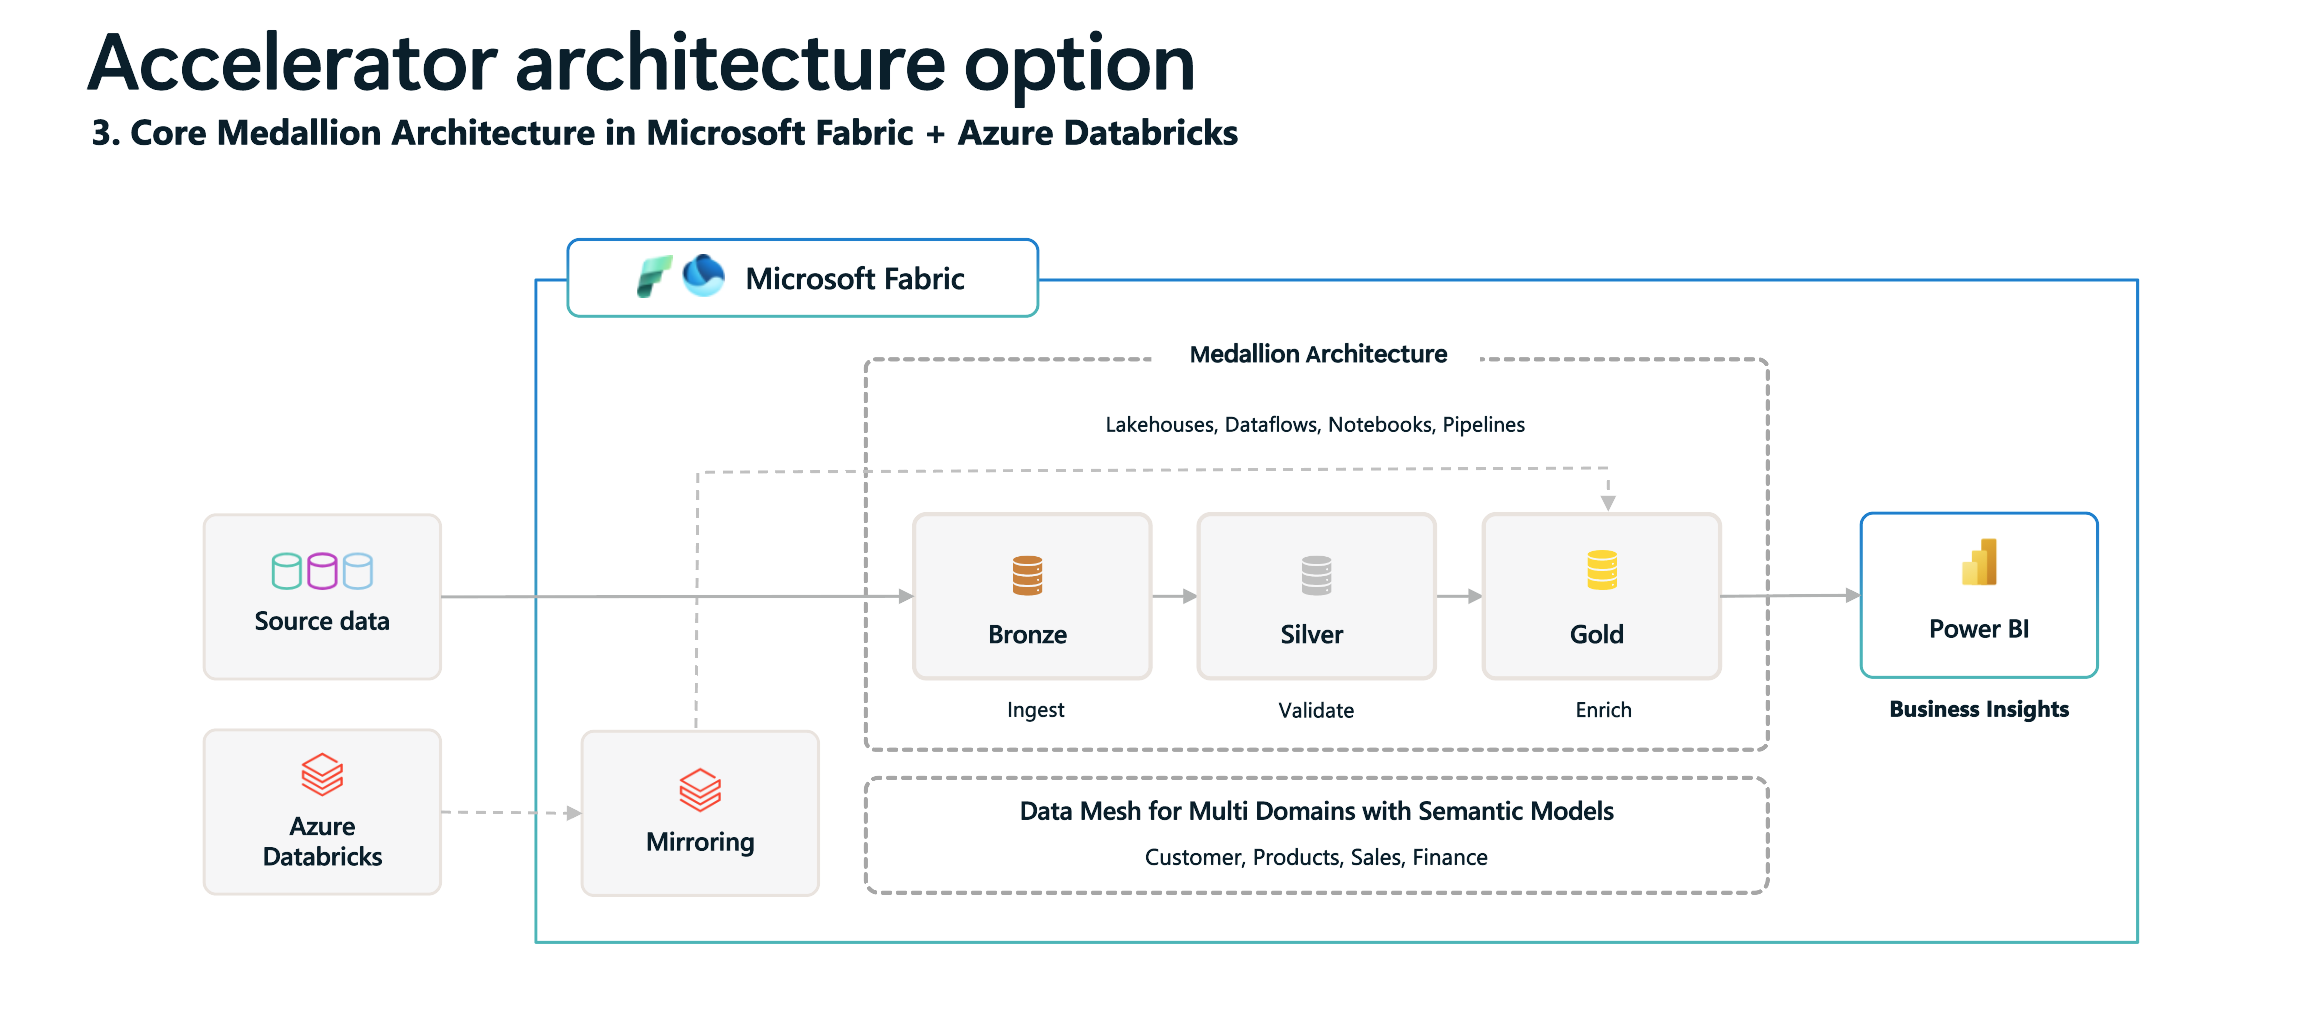 Accelerator architecture option
3. Core Medallion Architecture in Microsoft Fabric + Azure Databricks
Microsoft Fabric
Medallion Architecture
Lakehouses, Dataflows, Notebooks, Pipelines
Source data
Bronze
Silver
Gold
Power BI
Ingest
Validate
Enrich
Business Insights
Azure
Databricks
Mirroring
Data Mesh for Multi Domains with Semantic Models
Customer, Products, Sales, Finance